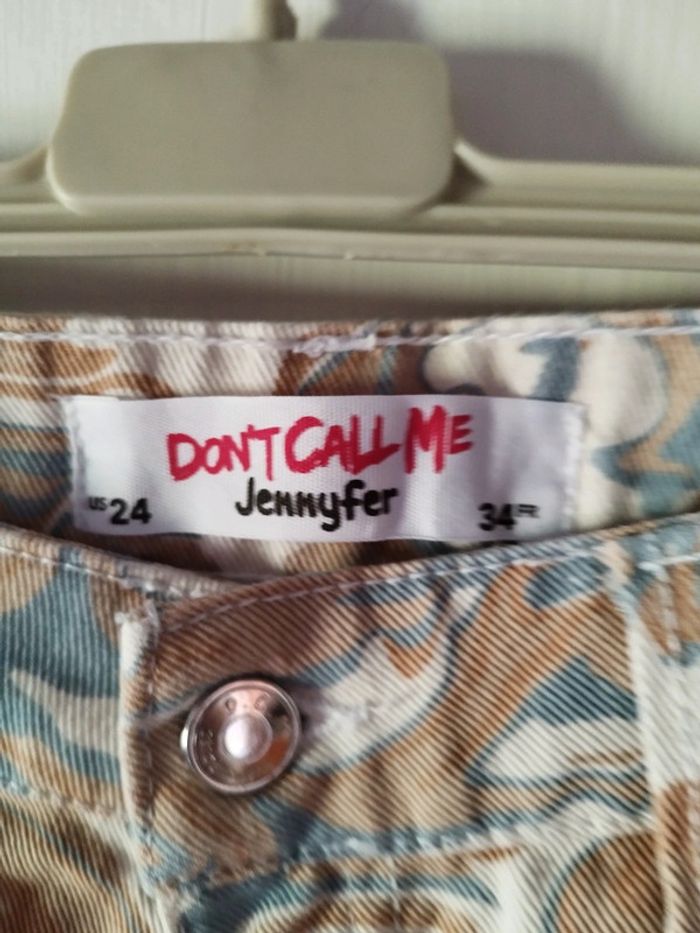 DON'T CALL ME
Jennyfer
US 24
34 FR